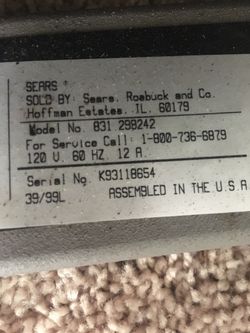 SEARS
SOLD BY: Sears, Roebuck and Co.
Hoffman Estates, IL. 60179
Model No. 831.298242
For Service Call: 1-800-736-6879
120 V. 60 HZ. 12 A.
Serial No. K93118654
39/99L ASSEMBLED IN THE U.S.A